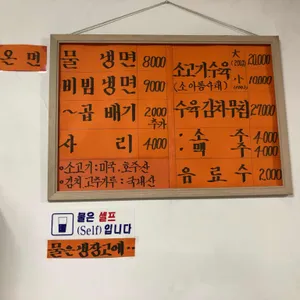 온면
물 냉면 8000
비빔 냉면 9000
~곱 배기 2,000 추가
사 리 4000
·소고기: 미국, 호주산
·김치, 고추가루: 국내산
소고기수육 大 20,000
小 10,000
수육 김치무침 27,000
·소 주 4,000
·맥 주 4,000
음 료 수 2,000
물은 셀프
(Self) 입니다
물은냉장고에··